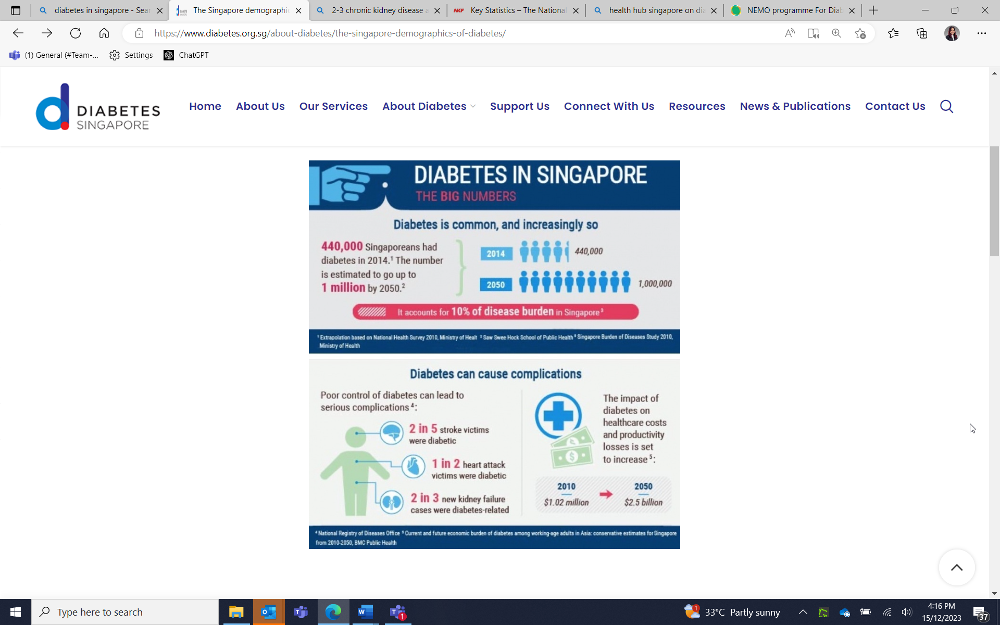 diabetes in singapore - Sear
The Singapore demographic
2-3 chronic kidney disease a
NKF Key Statistics – The National
health hub singapore on dia
NEMO programme For Diab
https://www.diabetes.org.sg/about-diabetes/the-singapore-demographics-of-diabetes/
(1) General (#Team-...
Settings
ChatGPT
DIABETES
SINGAPORE
Home
About Us
Our Services
About Diabetes
Support Us
Connect With Us
Resources
News & Publications
Contact Us
DIABETES IN SINGAPORE
THE BIG NUMBERS
Diabetes is common, and increasingly so
440,000 Singaporeans had
diabetes in 2014.¹ The number
is estimated to go up to
1 million by 2050.²
2014
440,000
2050
1,000,000
It accounts for 10% of disease burden in Singapore³
¹ Extrapolation based on National Health Survey 2010, Ministry of Healt ² Saw Swee Hock School of Public Health ³ Singapore Burden of Diseases Study 2010,
Ministry of Health
Diabetes can cause complications
Poor control of diabetes can lead to
serious complications ⁴:
2 in 5 stroke victims
were diabetic
1 in 2 heart attack
victims were diabetic
2 in 3 new kidney failure
cases were diabetes-related
The impact of
diabetes on
healthcare costs
and productivity
losses is set
to increase ⁵:
2010
$1.02 million
2050
$2.5 billion
⁴ National Registry of Diseases Office ⁵ Current and future economic burden of diabetes among working-age adults in Asia: conservative estimates for Singapore
from 2010-2050, BMC Public Health
Type here to search
1
1
33°C Partly sunny
4:16 PM
15/12/2023
37